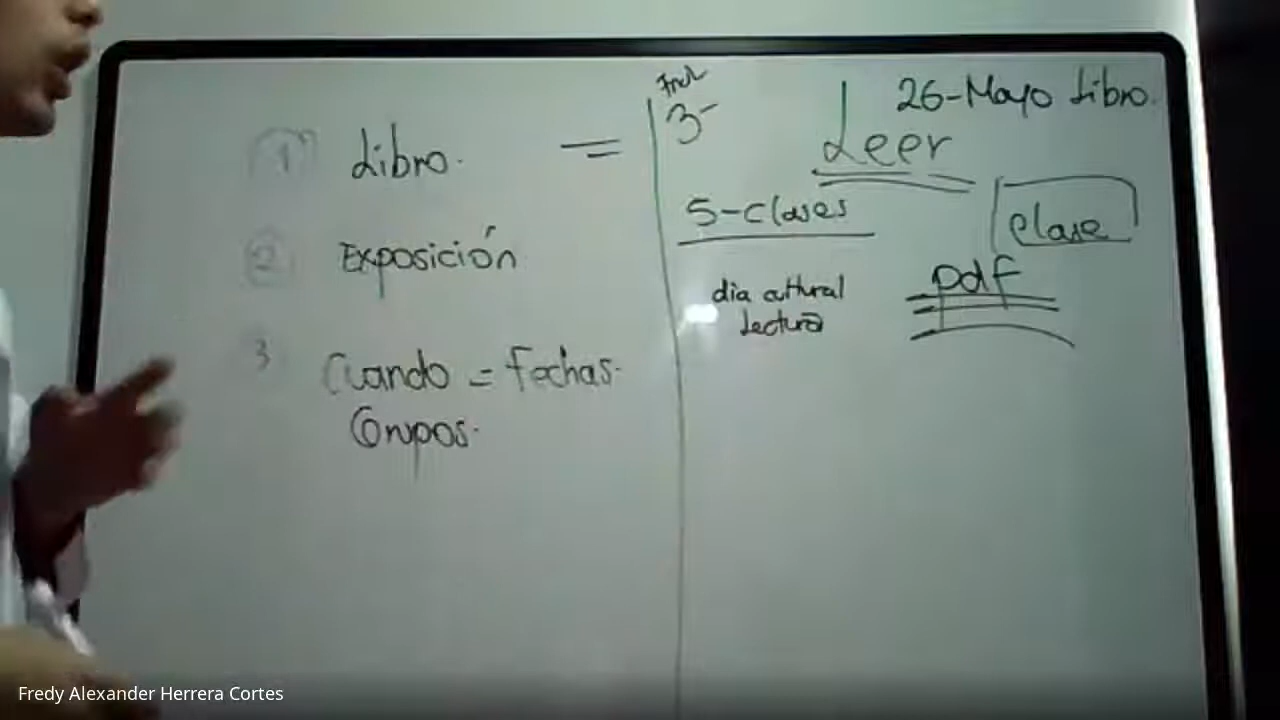 1 Libro.
=
2 Exposición
3 Cuando = Fechas.
Grupos.
3-
26-Mayo Libro.
Leer
5-Clases
Clase
pdf
dia cultural
Lectura
Fredy Alexander Herrera Cortes